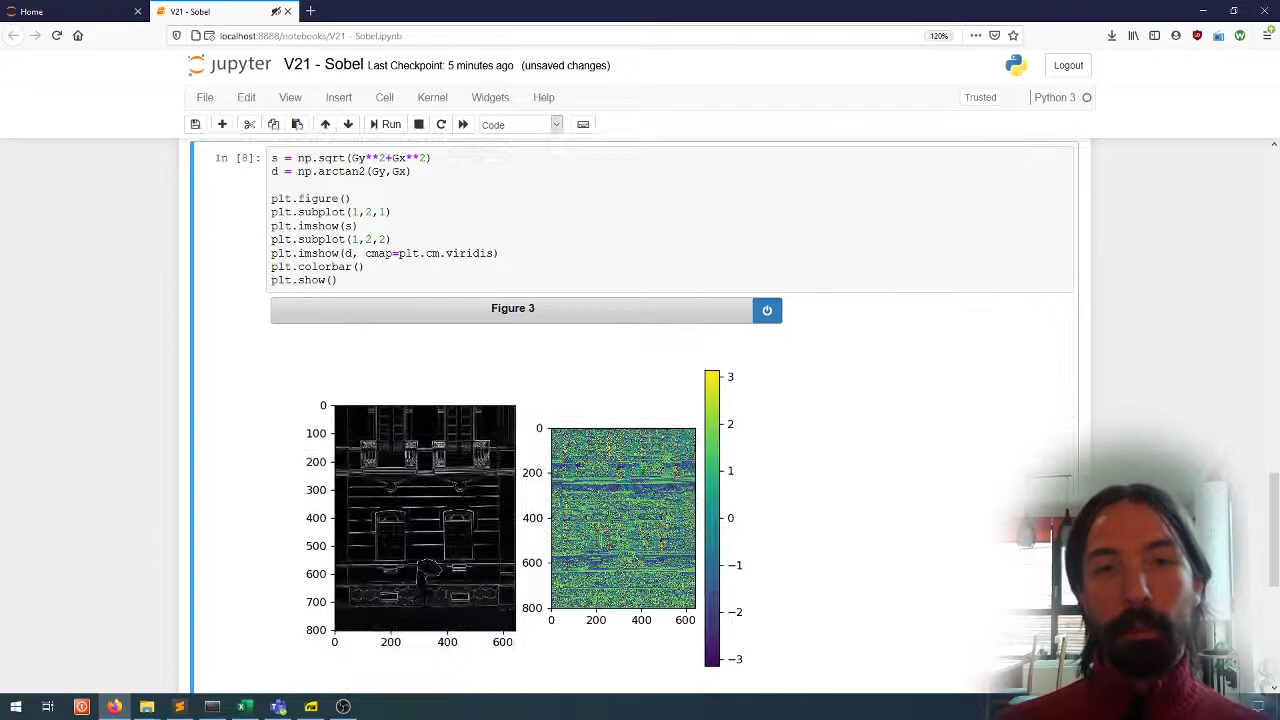 Home
V21 - Sobel
localhost:8888/notebooks/V21 - Sobel.ipynb
120%
jupyter V21 - Sobel Last Checkpoint: 5 minutes ago (unsaved changes)
Logout
File Edit View Insert Cell Kernel Widgets Help
Trusted
Python 3
Run
Code
In [8]:
s = np.sqrt(Gy**2+Gx**2)
d = np.arctan2(Gy,Gx)
plt.figure()
plt.subplot(1,2,1)
plt.imshow(s)
plt.subplot(1,2,2)
plt.imshow(d, cmap=plt.cm.viridis)
plt.colorbar()
plt.show()
Figure 3
0
100
200
300
400
500
600
700
800
0 200 400 600
0
200
400
600
800
0 200 400 600
3
2
1
0
−1
−2
−3